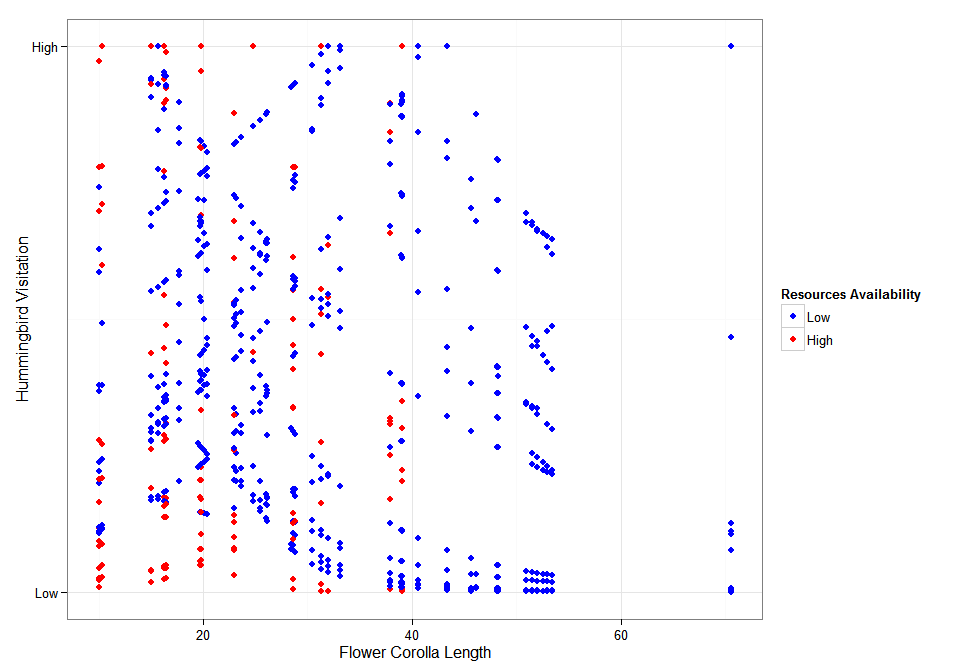 High
Low
Hummingbird Visitation
20
40
60
Flower Corolla Length
Resources Availability
Low
High